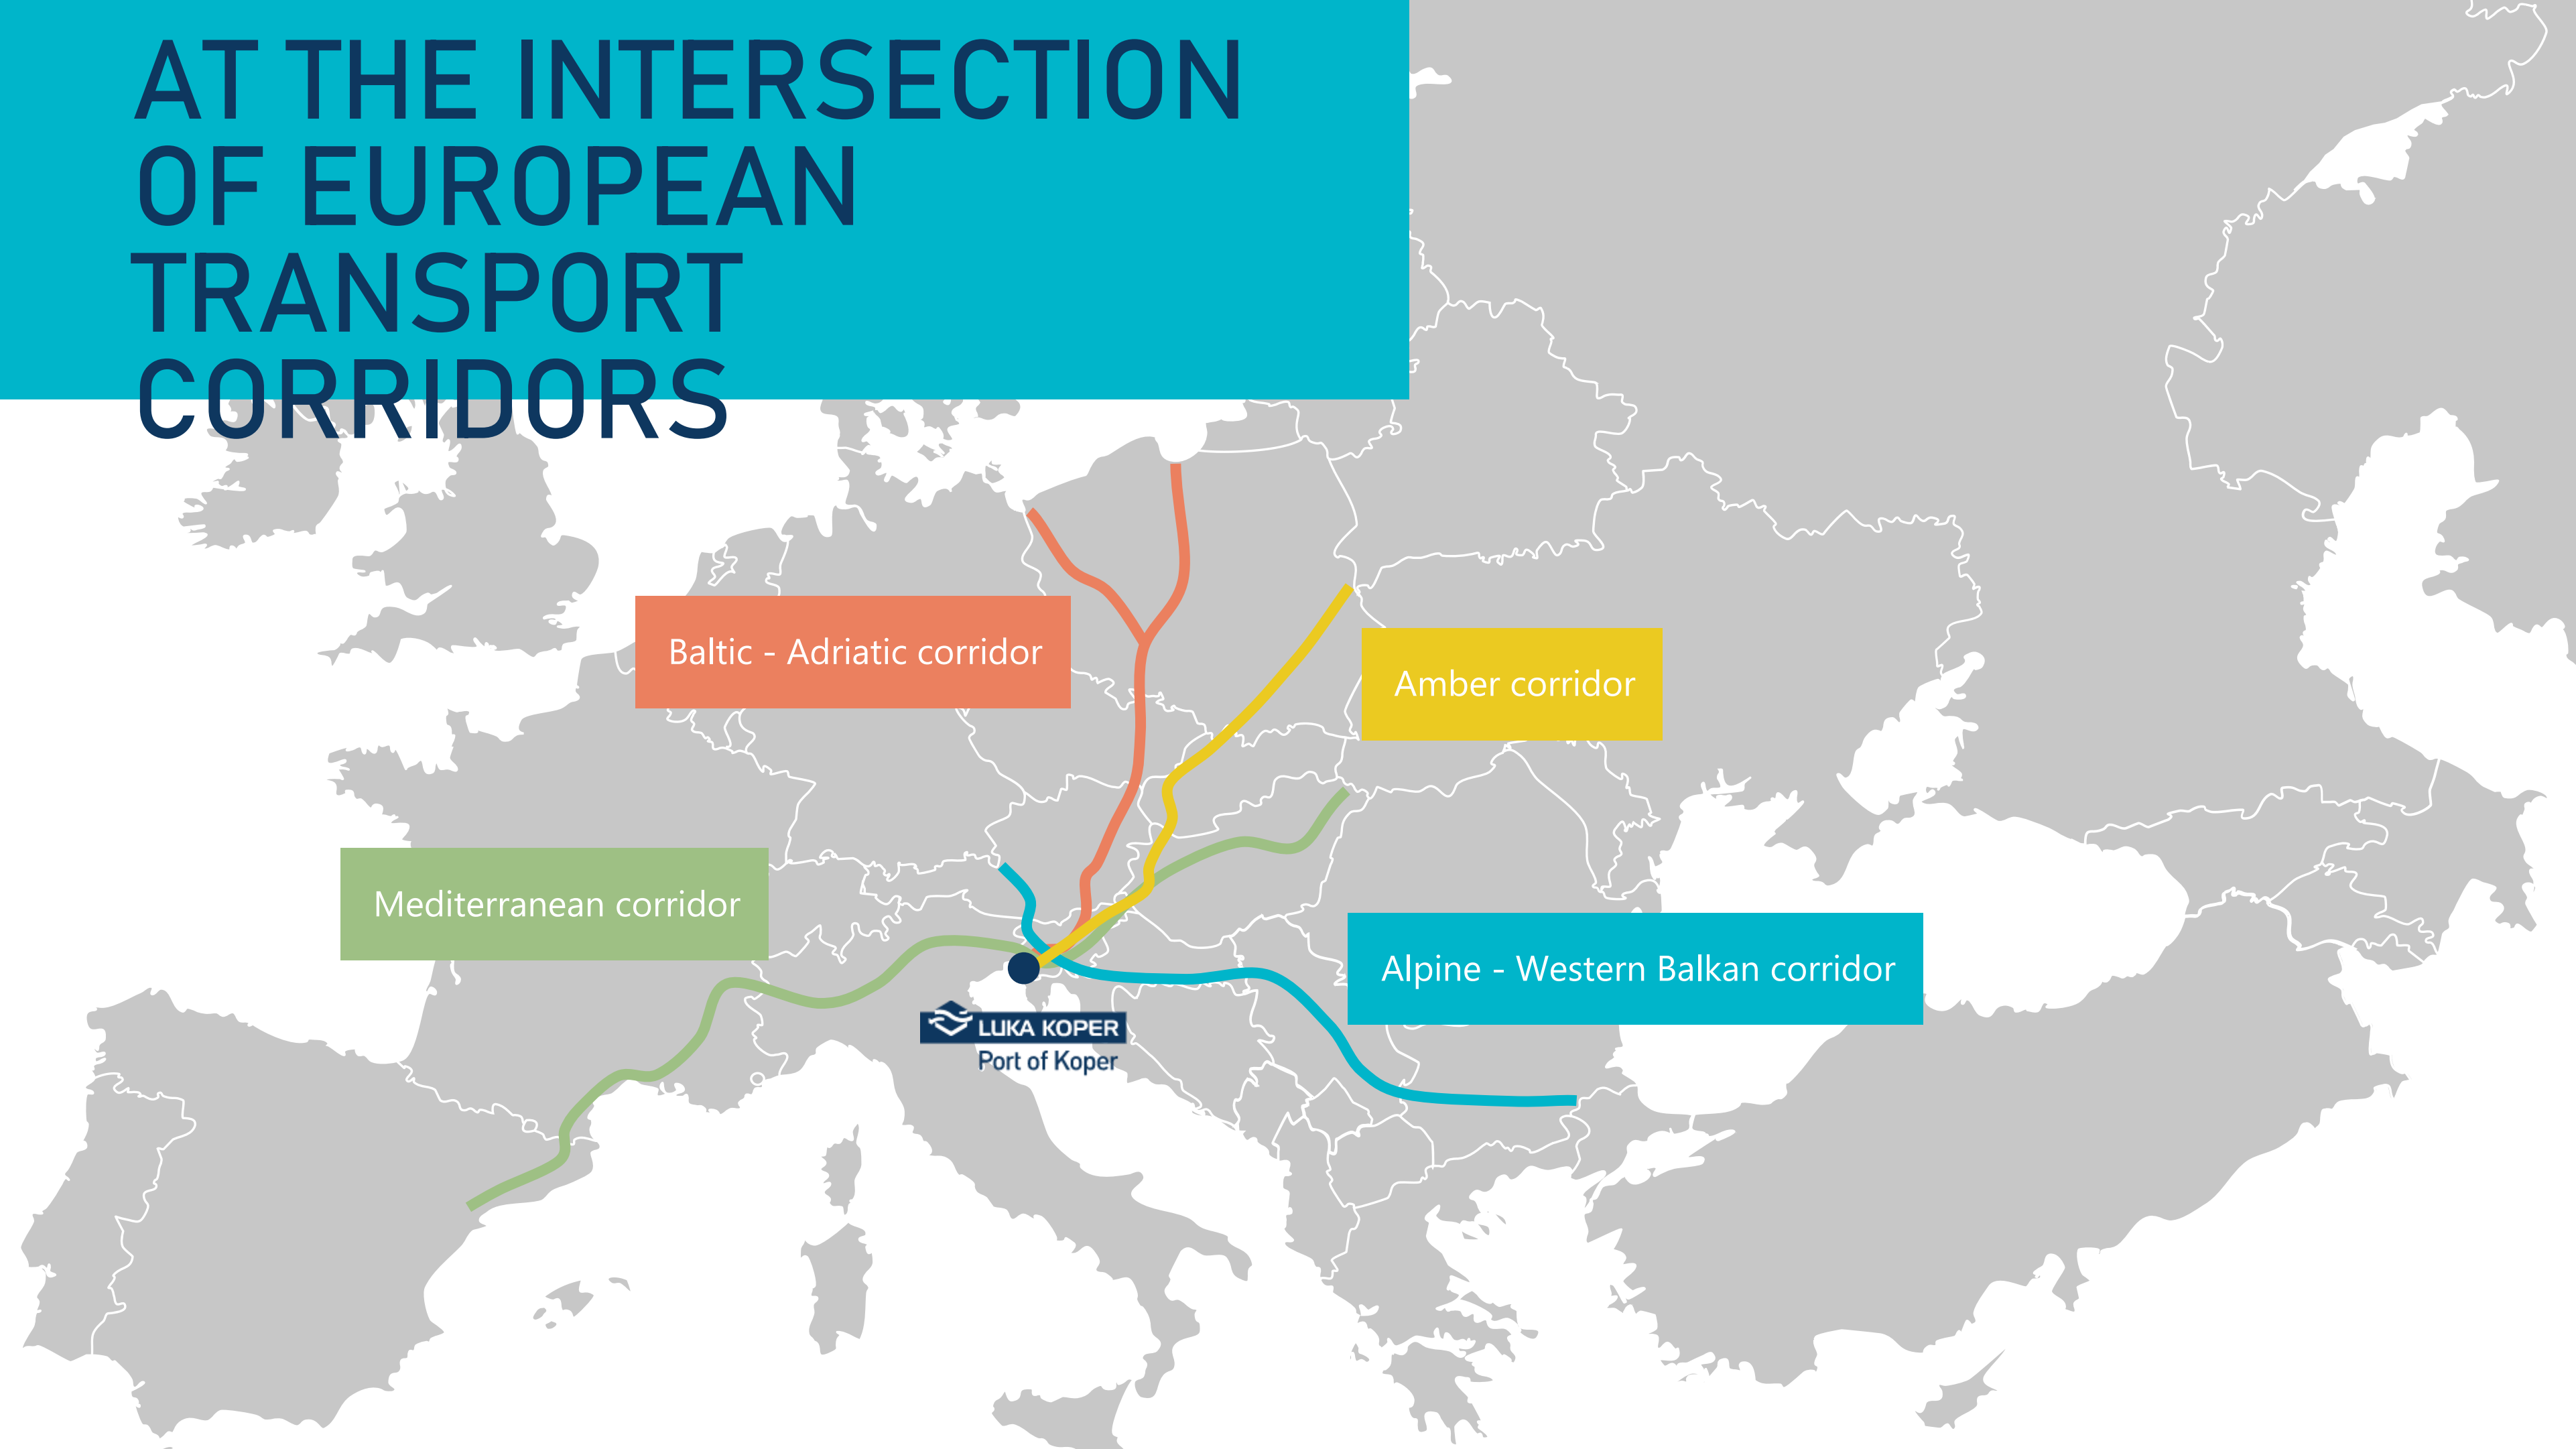 AT THE INTERSECTION
OF EUROPEAN
TRANSPORT
CORRIDORS
Baltic - Adriatic corridor
Amber corridor
Mediterranean corridor
Alpine - Western Balkan corridor
LUKA KOPER
Port of Koper